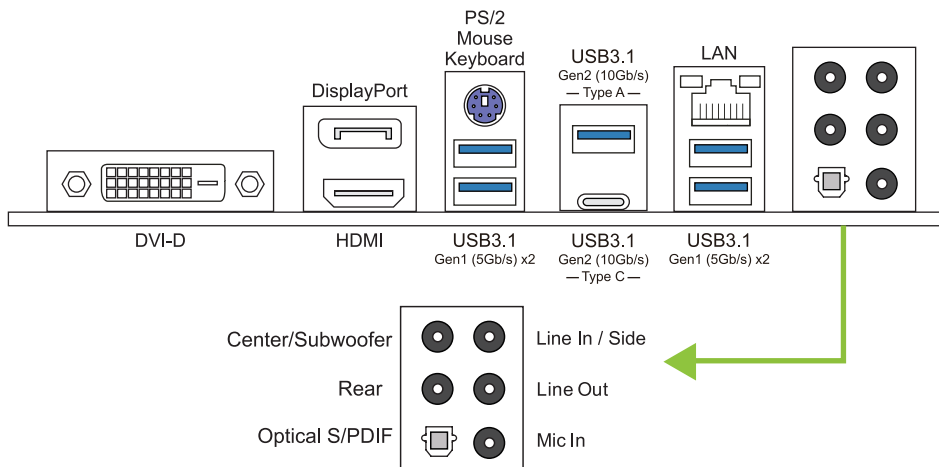 PS/2
Mouse
Keyboard
DisplayPort
USB3.1
Gen2 (10Gb/s)
— Type A —
LAN
DVI-D
HDMI
USB3.1
Gen1 (5Gb/s) x2
USB3.1
Gen2 (10Gb/s)
— Type C —
USB3.1
Gen1 (5Gb/s) x2
Center/Subwoofer
Line In / Side
Rear
Line Out
Optical S/PDIF
Mic In